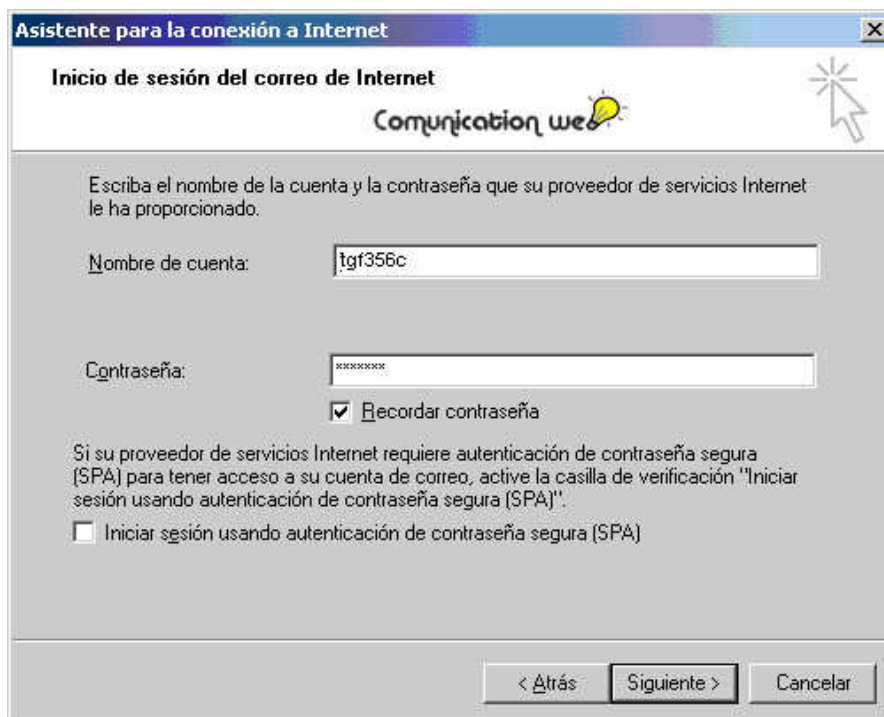 Asistente para la conexión a Internet
Inicio de sesión del correo de Internet
Comunication web
Escriba el nombre de la cuenta y la contraseña que su proveedor de servicios Internet
le ha proporcionado.
Nombre de cuenta: tgf356c
Contraseña: *******
Recordar contraseña
Si su proveedor de servicios Internet requiere autenticación de contraseña segura
(SPA) para tener acceso a su cuenta de correo, active la casilla de verificación "Iniciar
sesión usando autenticación de contraseña segura (SPA)".
Iniciar sesión usando autenticación de contraseña segura (SPA)
< Atrás Siguiente > Cancelar